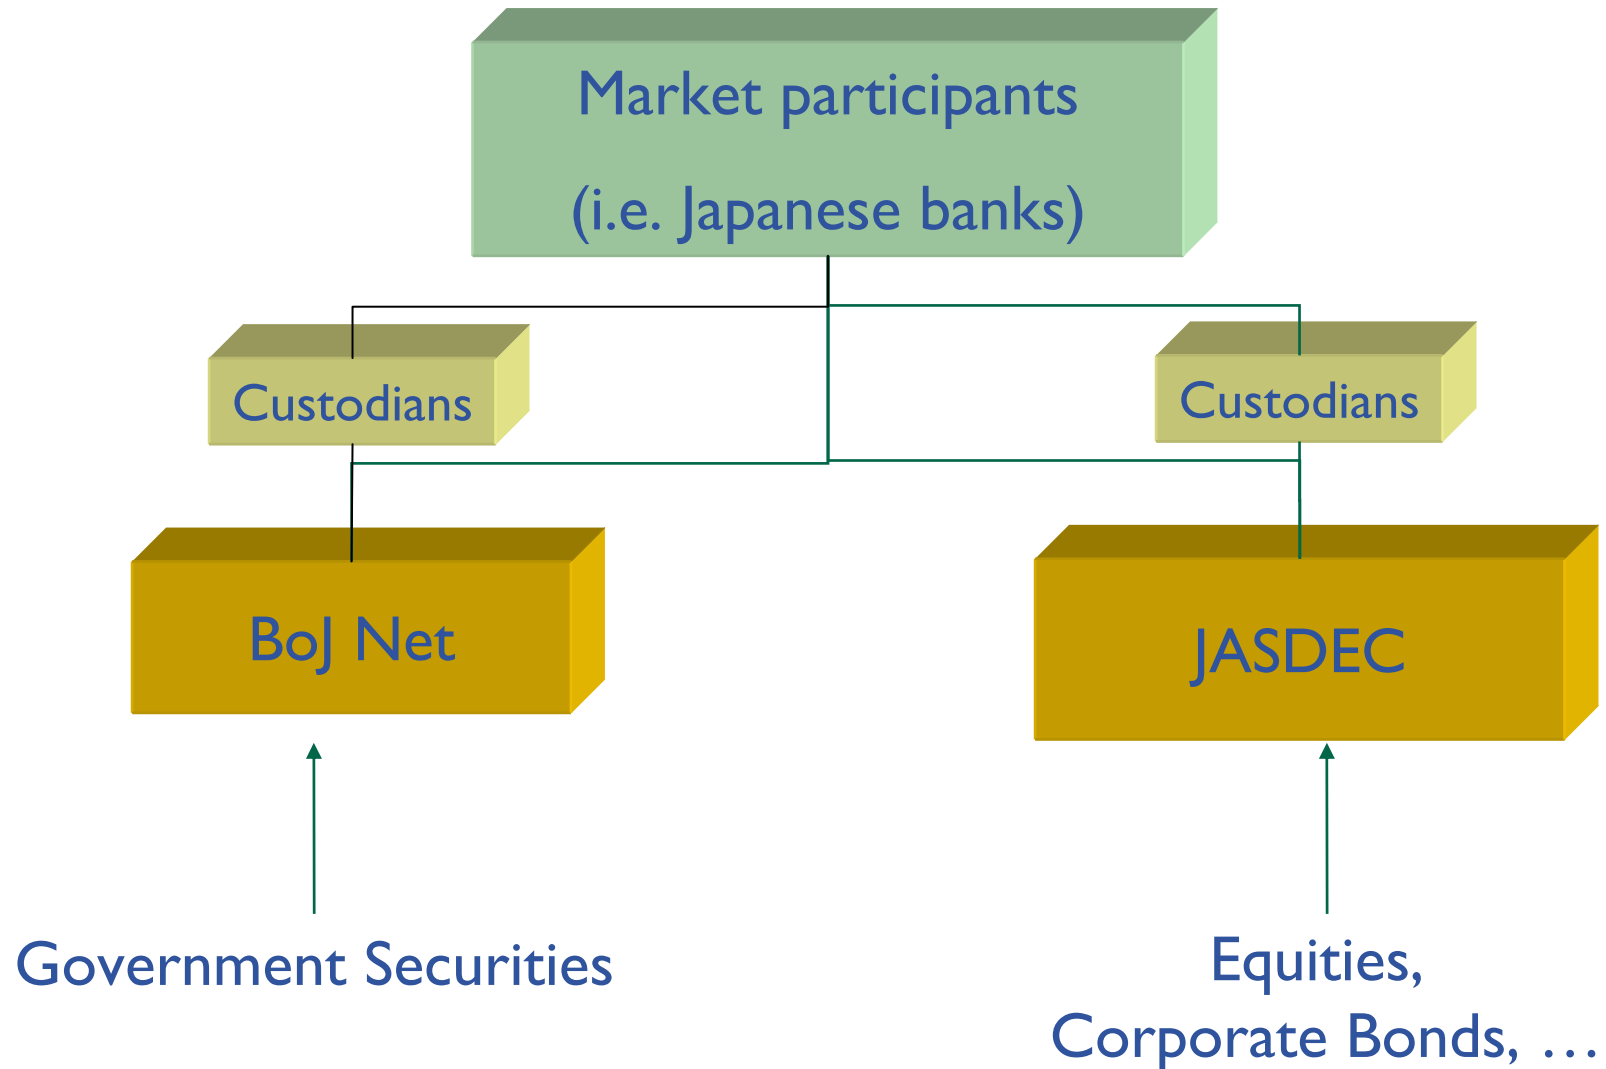 Market participants
(i.e. Japanese banks)
Custodians
Custodians
BoJ Net
JASDEC
Government Securities
Equities,
Corporate Bonds, …